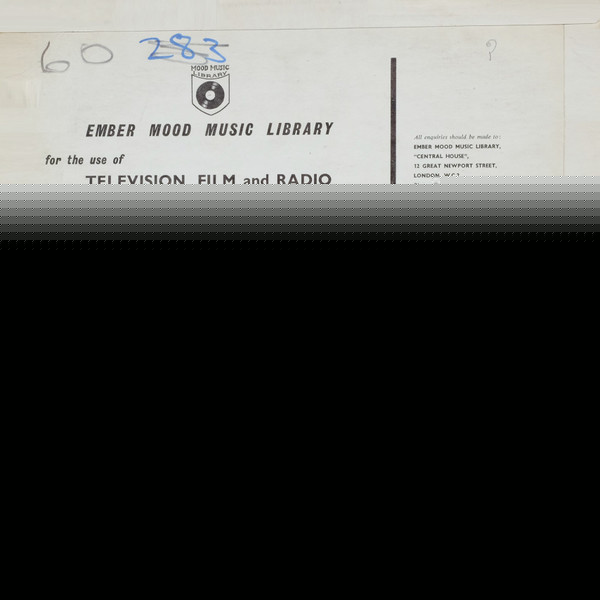 60 283 ?
MOOD MUSIC
LIBRARY
EMBER MOOD MUSIC LIBRARY
for the use of
TELEVISION, FILM and RADIO
All enquiries should be made to:
EMBER MOOD MUSIC LIBRARY,
"CENTRAL HOUSE",
12 GREAT NEWPORT STREET,
LONDON, W.C.2